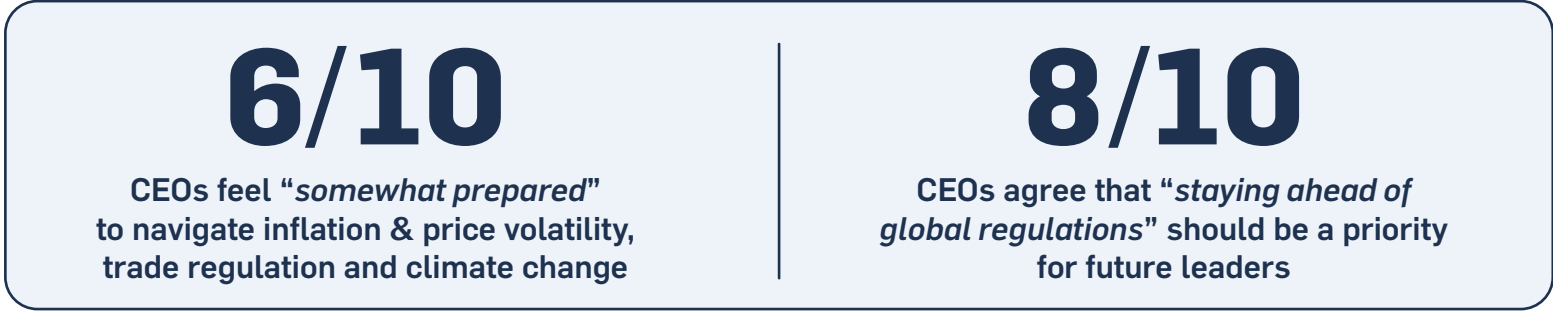 6/10
CEOs feel “somewhat prepared”
to navigate inflation & price volatility,
trade regulation and climate change
8/10
CEOs agree that “staying ahead of
global regulations” should be a priority
for future leaders